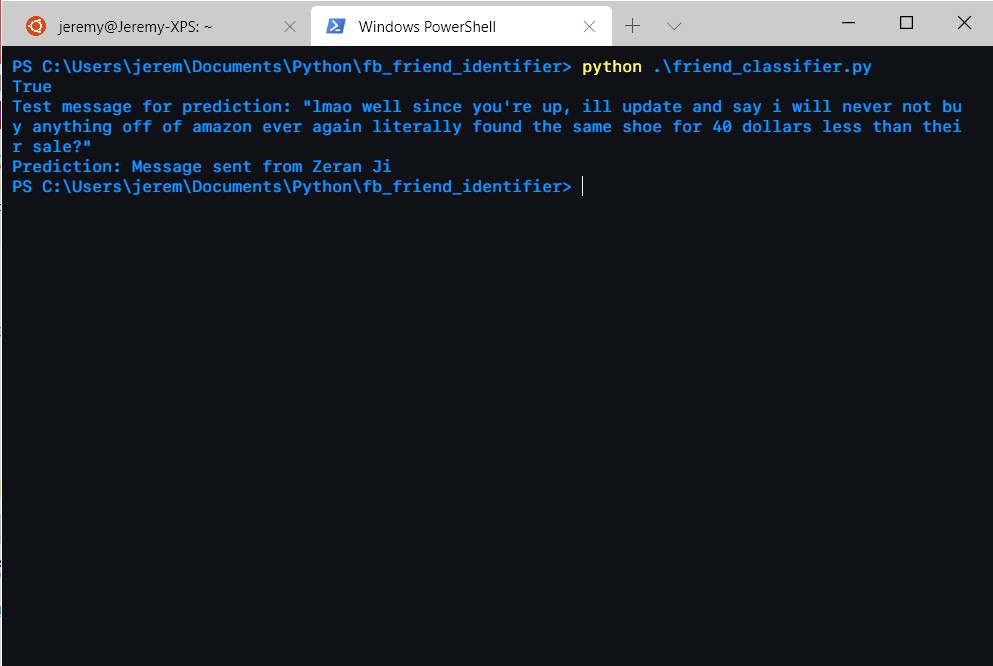 jeremy@Jeremy-XPS: ~ Windows PowerShell
PS C:\Users\jerem\Documents\Python\fb_friend_identifier> python .\friend_classifier.py
True
Test message for prediction: "lmao well since you're up, ill update and say i will never not bu
y anything off of amazon ever again literally found the same shoe for 40 dollars less than thei
r sale?"
Prediction: Message sent from Zeran Ji
PS C:\Users\jerem\Documents\Python\fb_friend_identifier>